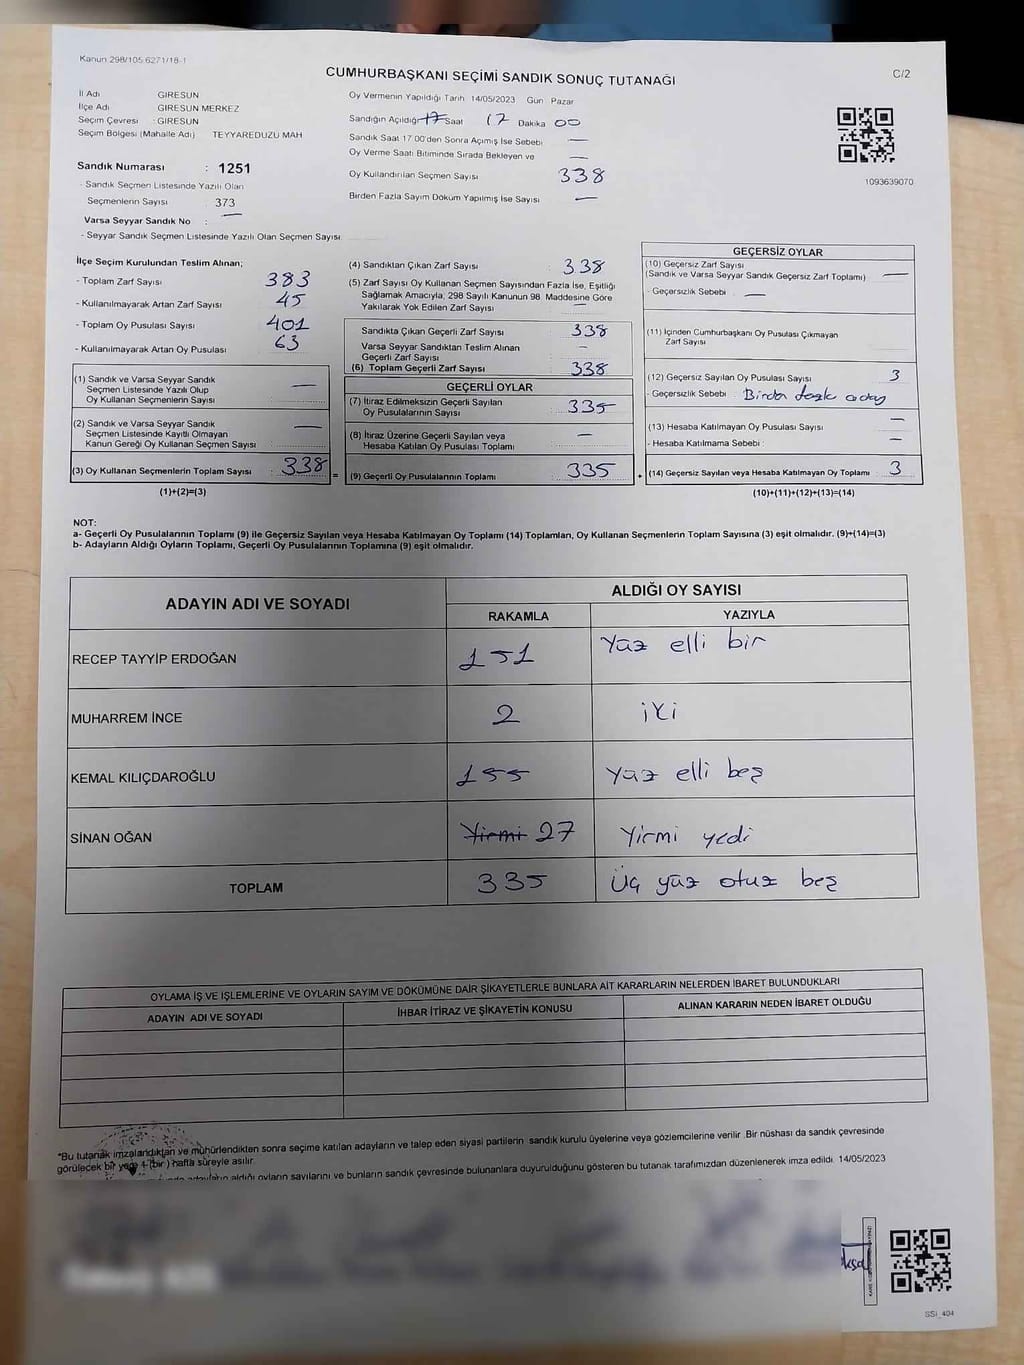 Kanun 298/105 6271/18-1
CUMHURBAŞKANI SEÇİMİ SANDIK SONUÇ TUTANAĞI
C/2
İl Adı GİRESUN
İlçe Adı GİRESUN MERKEZ
Seçim Çevresi : GİRESUN
Seçim Bölgesi (Mahalle Adı) TEYYAREDÜZÜ MAH
Sandık Numarası : 1251
- Sandık Seçmen Listesinde Yazılı Olan
Seçmenlerin Sayısı : 373
Varsa Seyyar Sandık No : —
- Seyyar Sandık Seçmen Listesinde Yazılı Olan Seçmen Sayısı
Oy Vermenin Yapıldığı Tarih 14/05/2023 Gün Pazar
Sandığın Açıldığı 17 Saat 17 Dakika 00
Sandık Saat 17.00'den Sonra Açımış İse Sebebi —
Oy Verme Saati Bitiminde Sırada Bekleyen ve —
Oy Kullandırılan Seçmen Sayısı 338
Birden Fazla Sayım Döküm Yapılmış İse Sayısı —
1093639070
İlçe Seçim Kurulundan Teslim Alınan;
- Toplam Zarf Sayısı 383
- Kullanılmayarak Artan Zarf Sayısı 45
- Toplam Oy Pusulası Sayısı 401
- Kullanılmayarak Artan Oy Pusulası 63
(1) Sandık ve Varsa Seyyar Sandık
Seçmen Listesinde Yazılı Olup
Oy Kullanan Seçmenlerin Sayısı —
(2) Sandık ve Varsa Seyyar Sandık
Seçmen Listesinde Kayıtlı Olmayan
Kanun Gereği Oy Kullanan Seçmen Sayısı —
(3) Oy Kullanan Seçmenlerin Toplam Sayısı 338 =
(1)+(2)=(3)
(4) Sandıktan Çıkan Zarf Sayısı 338
(5) Zarf Sayısı Oy Kullanan Seçmen Sayısından Fazla İse, Eşitliği
Sağlamak Amacıyla, 298 Sayılı Kanunun 98. Maddesine Göre
Yakılarak Yok Edilen Zarf Sayısı —
Sandıkta Çıkan Geçerli Zarf Sayısı 338
Varsa Seyyar Sandıktan Teslim Alınan
Geçerli Zarf Sayısı —
(6) Toplam Geçerli Zarf Sayısı 338
GEÇERLİ OYLAR
(7) İtiraz Edilmeksizin Geçerli Sayılan
Oy Pusulalarının Sayısı 335
(8) İtiraz Üzerine Geçerli Sayılan veya
Hesaba Katılan Oy Pusulası Toplamı —
(9) Geçerli Oy Pusulalarının Toplamı 335 +
GEÇERSİZ OYLAR
(10) Geçersiz Zarf Sayısı
(Sandık ve Varsa Seyyar Sandık Geçersiz Zarf Toplamı) —
- Geçersizlik Sebebi : —
(11) İçinden Cumhurbaşkanı Oy Pusulası Çıkmayan
Zarf Sayısı
(12) Geçersiz Sayılan Oy Pusulası Sayısı 3
- Geçersizlik Sebebi : Birden fazla aday
(13) Hesaba Katılmayan Oy Pusulası Sayısı —
- Hesaba Katılmama Sebebi : —
(14) Geçersiz Sayılan veya Hesaba Katılmayan Oy Toplamı 3
(10)+(11)+(12)+(13)=(14)
NOT:
a- Geçerli Oy Pusulalarının Toplamı (9) ile Geçersiz Sayılan veya Hesaba Katılmayan Oy Toplamı (14) Toplamları, Oy Kullanan Seçmenlerin Toplam Sayısına (3) eşit olmalıdır. (9)+(14)=(3)
b- Adayların Aldığı Oyların Toplamı, Geçerli Oy Pusulalarının Toplamına (9) eşit olmalıdır.
ADAYIN ADI VE SOYADI
ALDIĞI OY SAYISI
RAKAMLA YAZIYLA
RECEP TAYYİP ERDOĞAN 151 Yüz elli bir
MUHARREM İNCE 2 iki
KEMAL KILIÇDAROĞLU 155 Yüz elli beş
SİNAN OĞAN Yirmi 27 Yirmi yedi
TOPLAM 335 Üç yüz otuz beş
OYLAMA İŞ VE İŞLEMLERİNE VE OYLARIN SAYIM VE DÖKÜMÜNE DAİR ŞİKAYETLERLE BUNLARA AİT KARARLARIN NELERDEN İBARET BULUNDUKLARI
ADAYIN ADI VE SOYADI İHBAR İTİRAZ VE ŞİKAYETİN KONUSU ALINAN KARARIN NEDEN İBARET OLDUĞU
*Bu tutanak imzalandıktan ve mühürlendikten sonra seçime katılan adayların ve talep eden siyasi partilerin sandık kurulu üyelerine veya gözlemcilerine verilir .Bir nüshası da sandık çevresinde
görülecek bir yere 1 (bir ) hafta süreyle asılır.
adayların aldığı oyların sayılarını ve bunların sandık çevresinde bulunanlara duyurulduğunu gösteren bu tutanak tarafımızdan düzenlenerek imza edildi. 14/05/2023
SSI_404